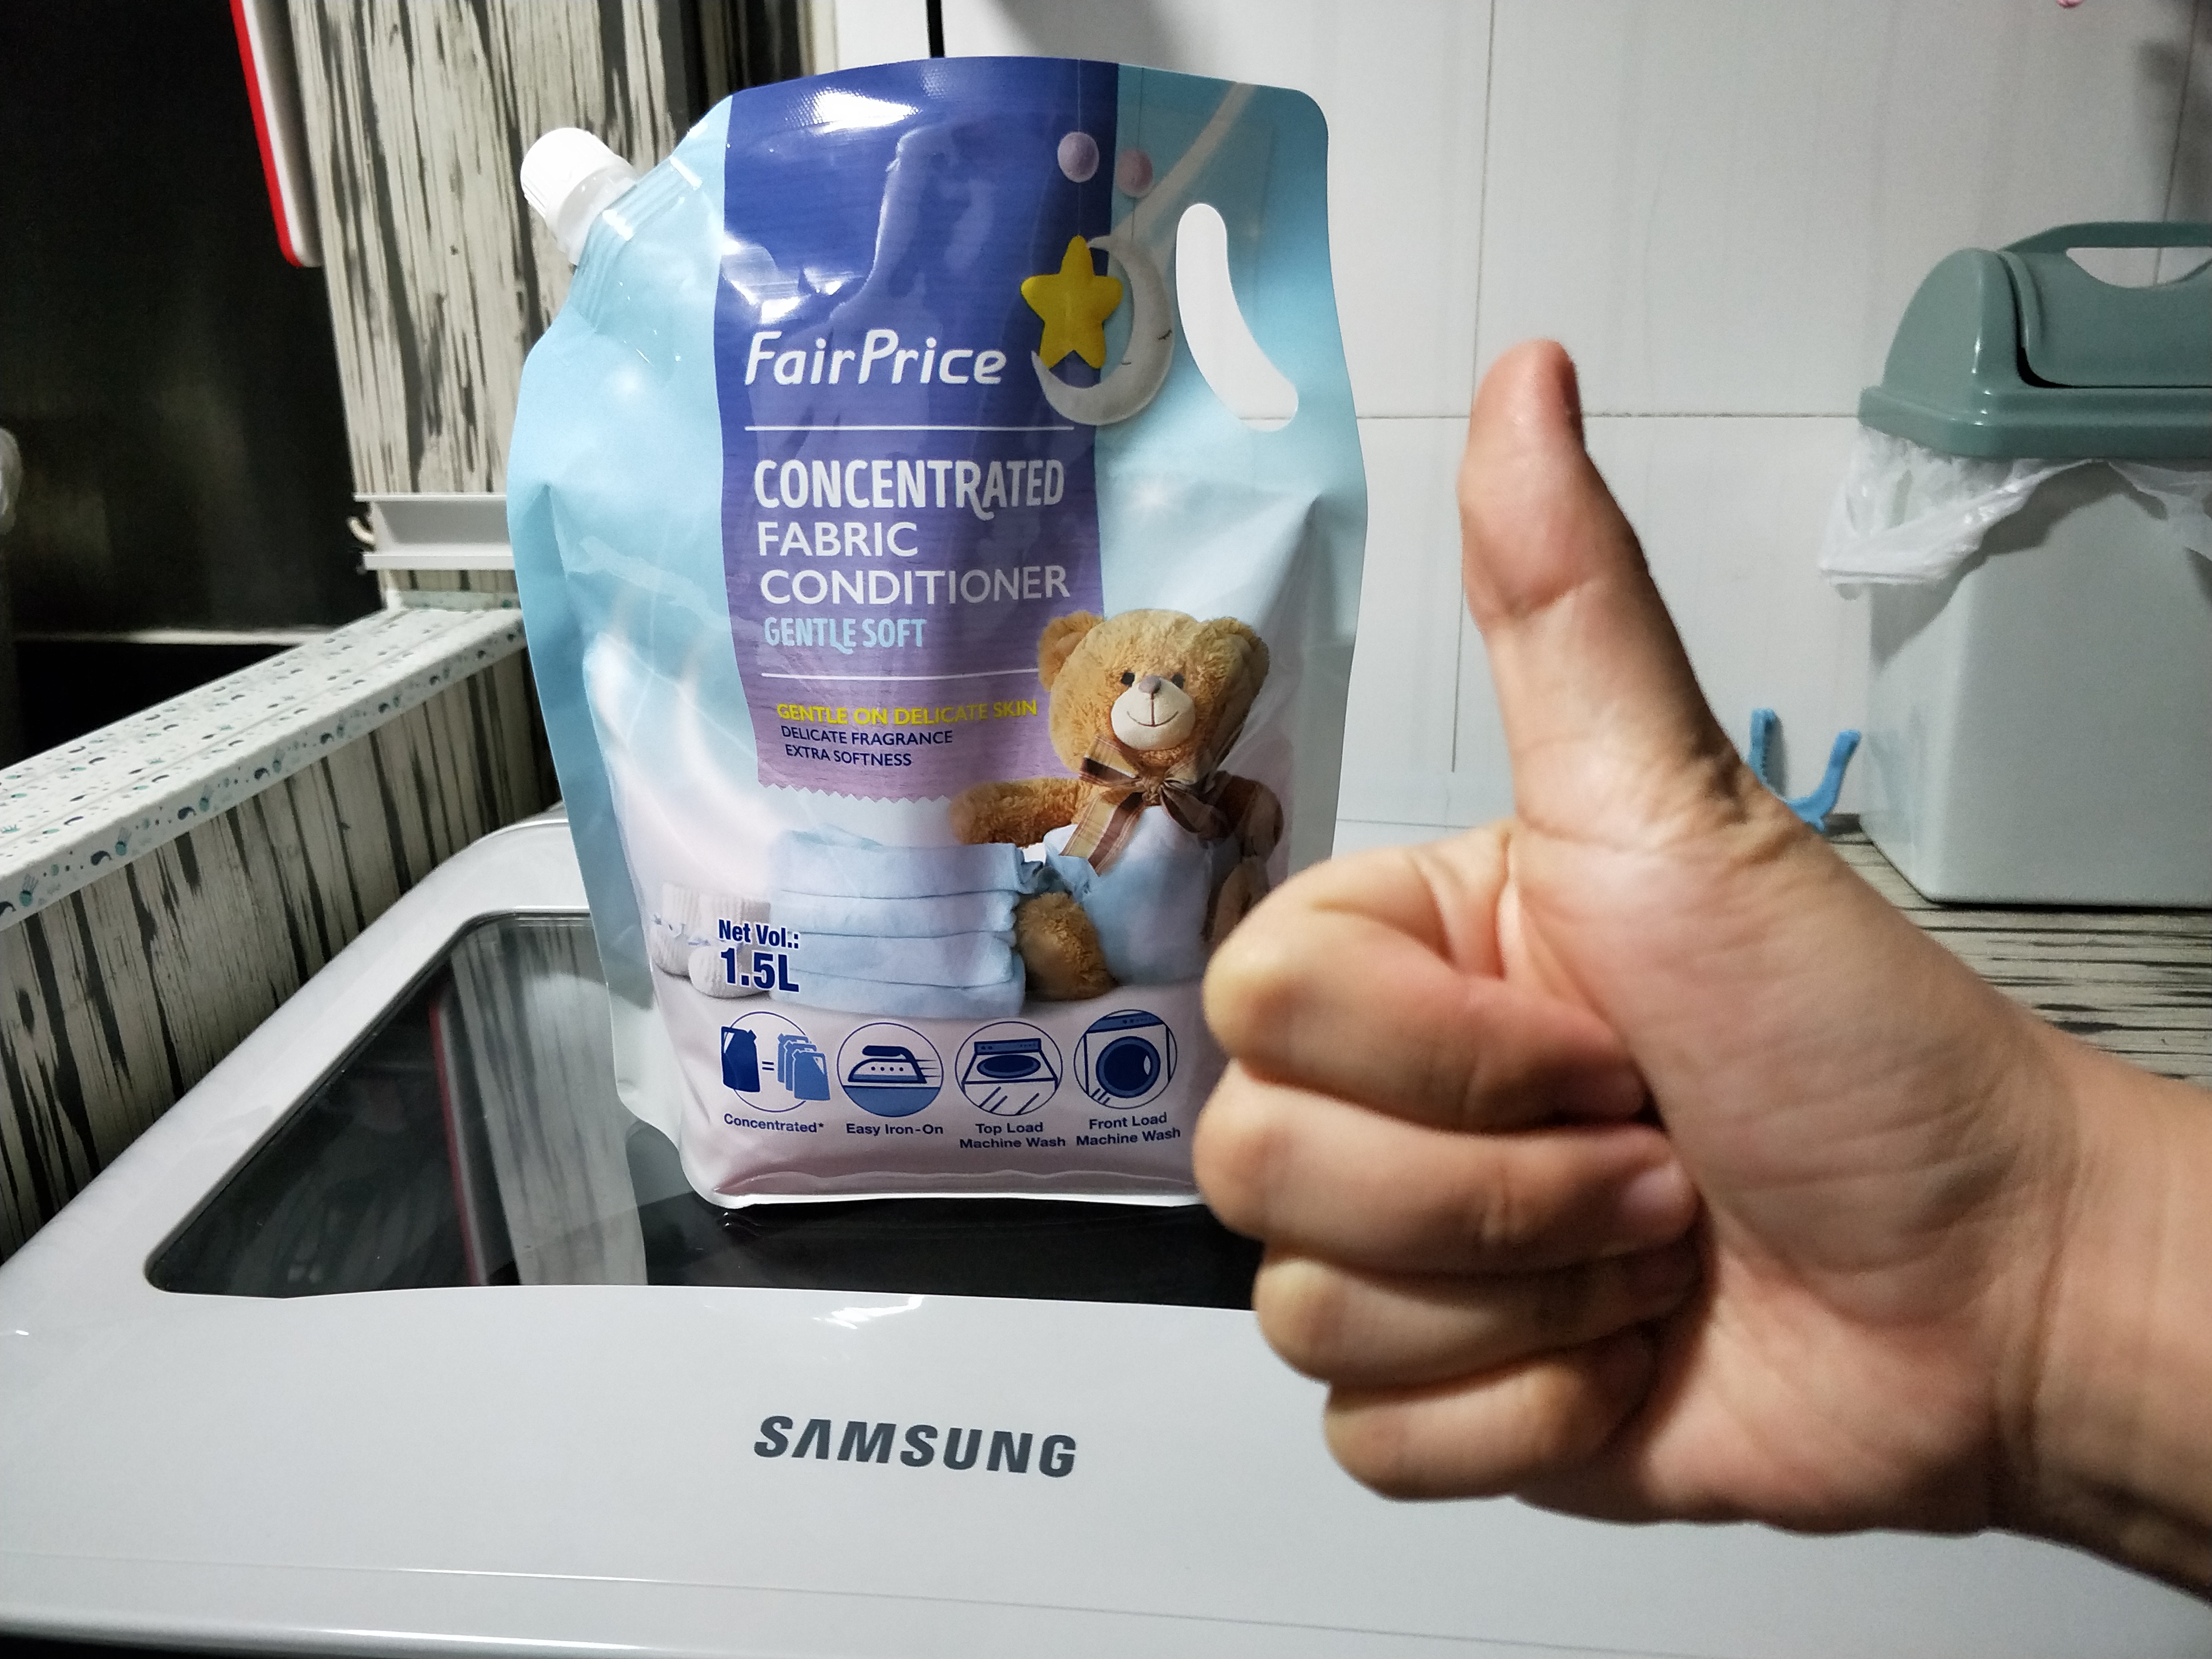 FairPrice
CONCENTRATED
FABRIC
CONDITIONER
GENTLE SOFT
GENTLE ON DELICATE SKIN
DELICATE FRAGRANCE
EXTRA SOFTNESS
Net Vol.:
1.5L
Concentrated*
Easy Iron-On
Top Load
Machine Wash
Front Load
Machine Wash
SAMSUNG